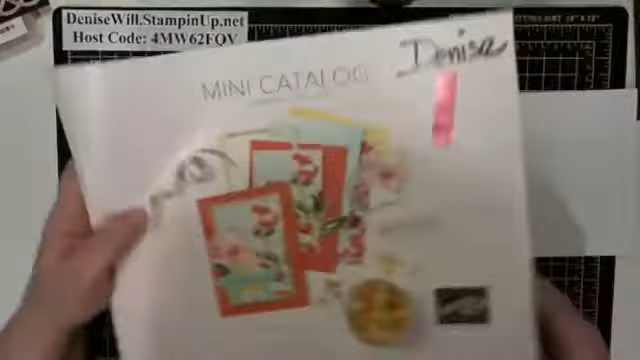 DeniseWill.StampinUp.net
Host Code: 4MW62FQV
Denise
MINI CATALOG